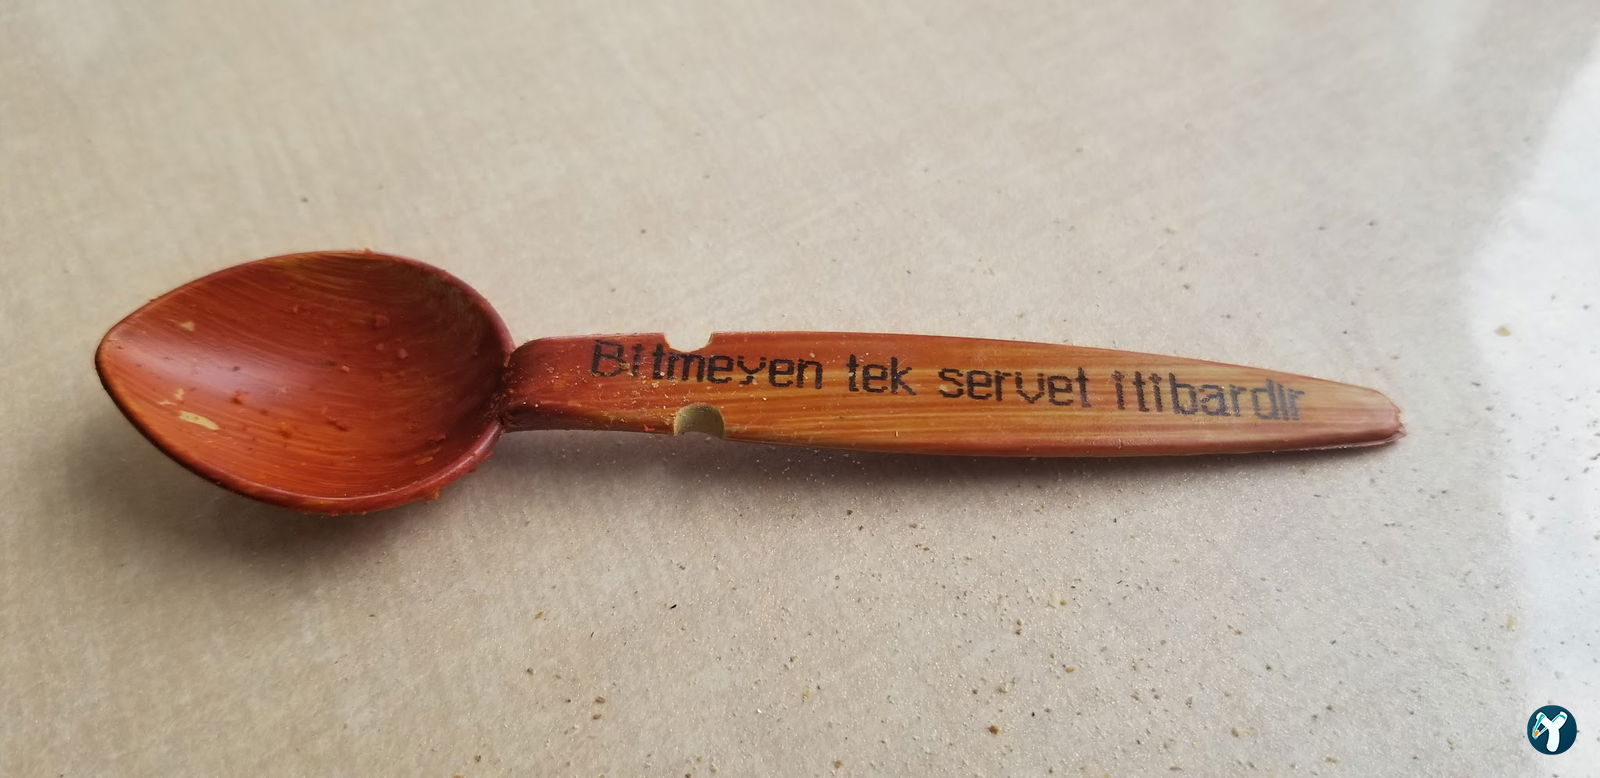 Bitmeyen tek servet itibardır